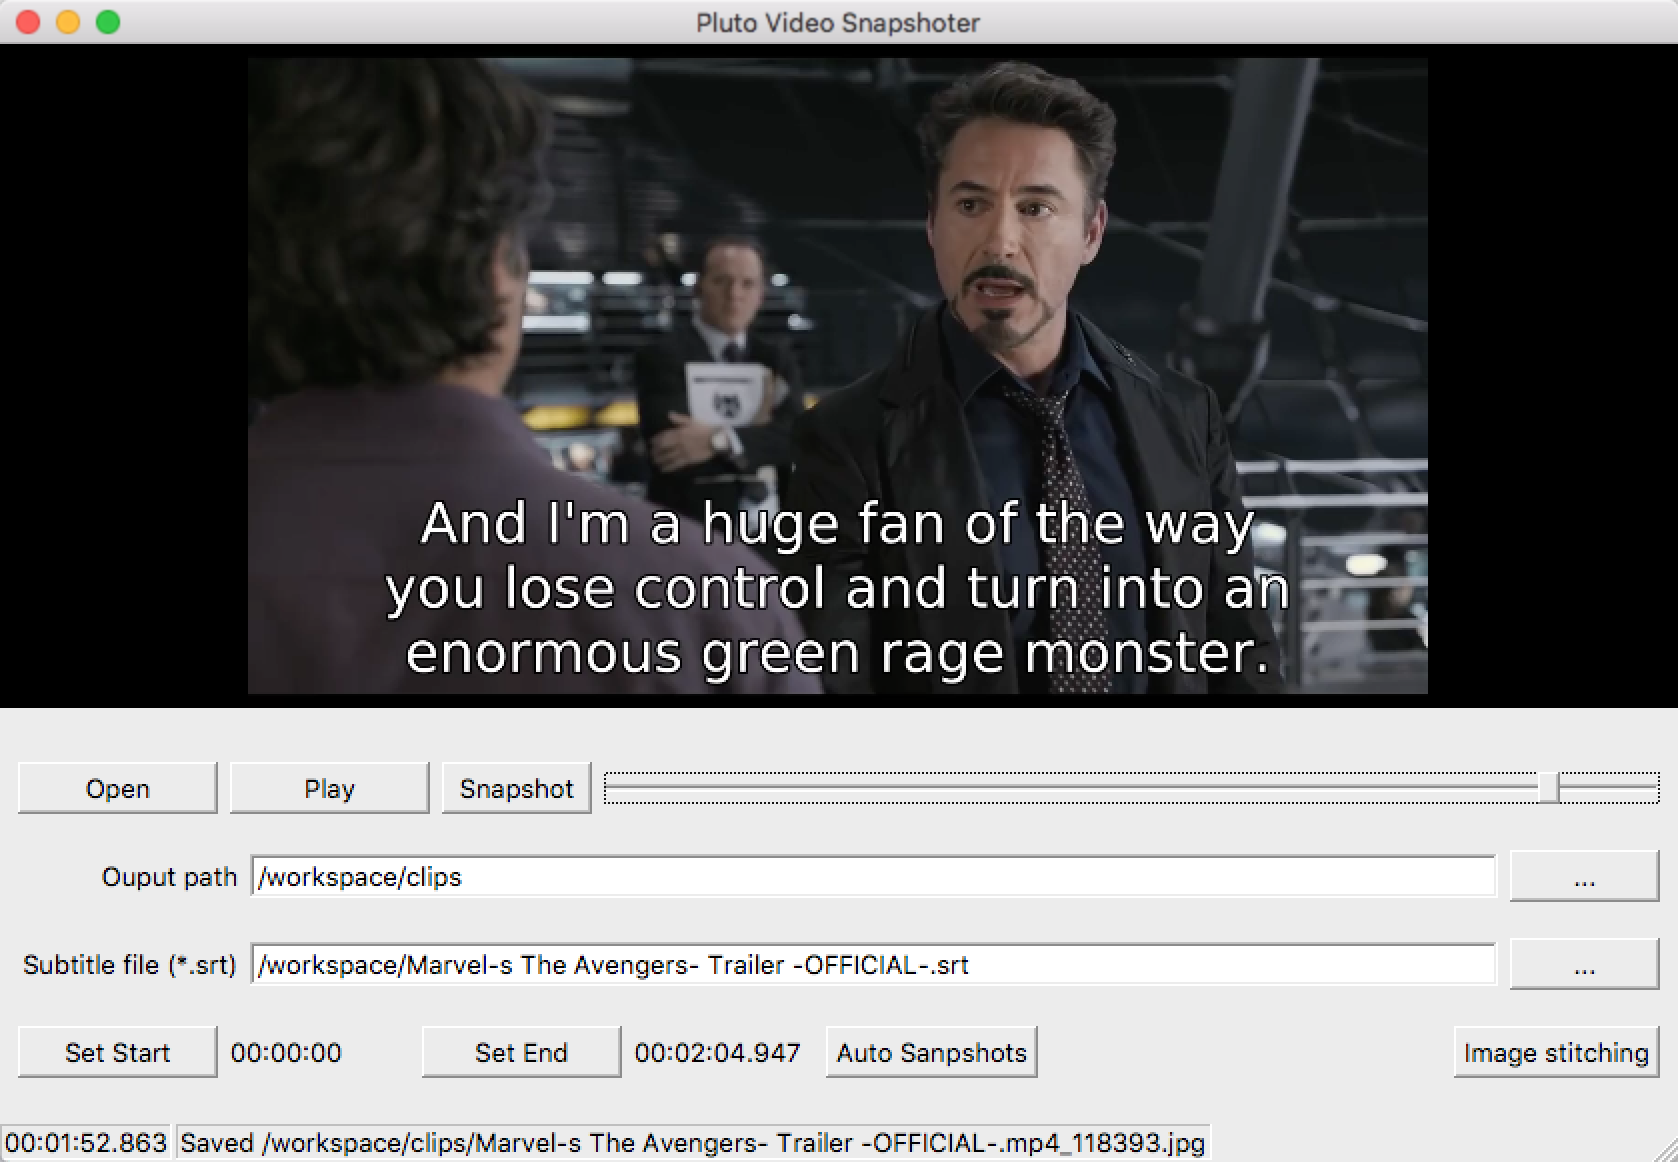 Pluto Video Snapshoter
And I'm a huge fan of the way
you lose control and turn into an
enormous green rage monster.
Open Play Snapshot
Ouput path /workspace/clips ...
Subtitle file (*.srt) /workspace/Marvel-s The Avengers- Trailer -OFFICIAL-.srt ...
Set Start 00:00:00 Set End 00:02:04.947 Auto Sanpshots Image stitching
00:01:52.863 Saved /workspace/clips/Marvel-s The Avengers- Trailer -OFFICIAL-.mp4_118393.jpg